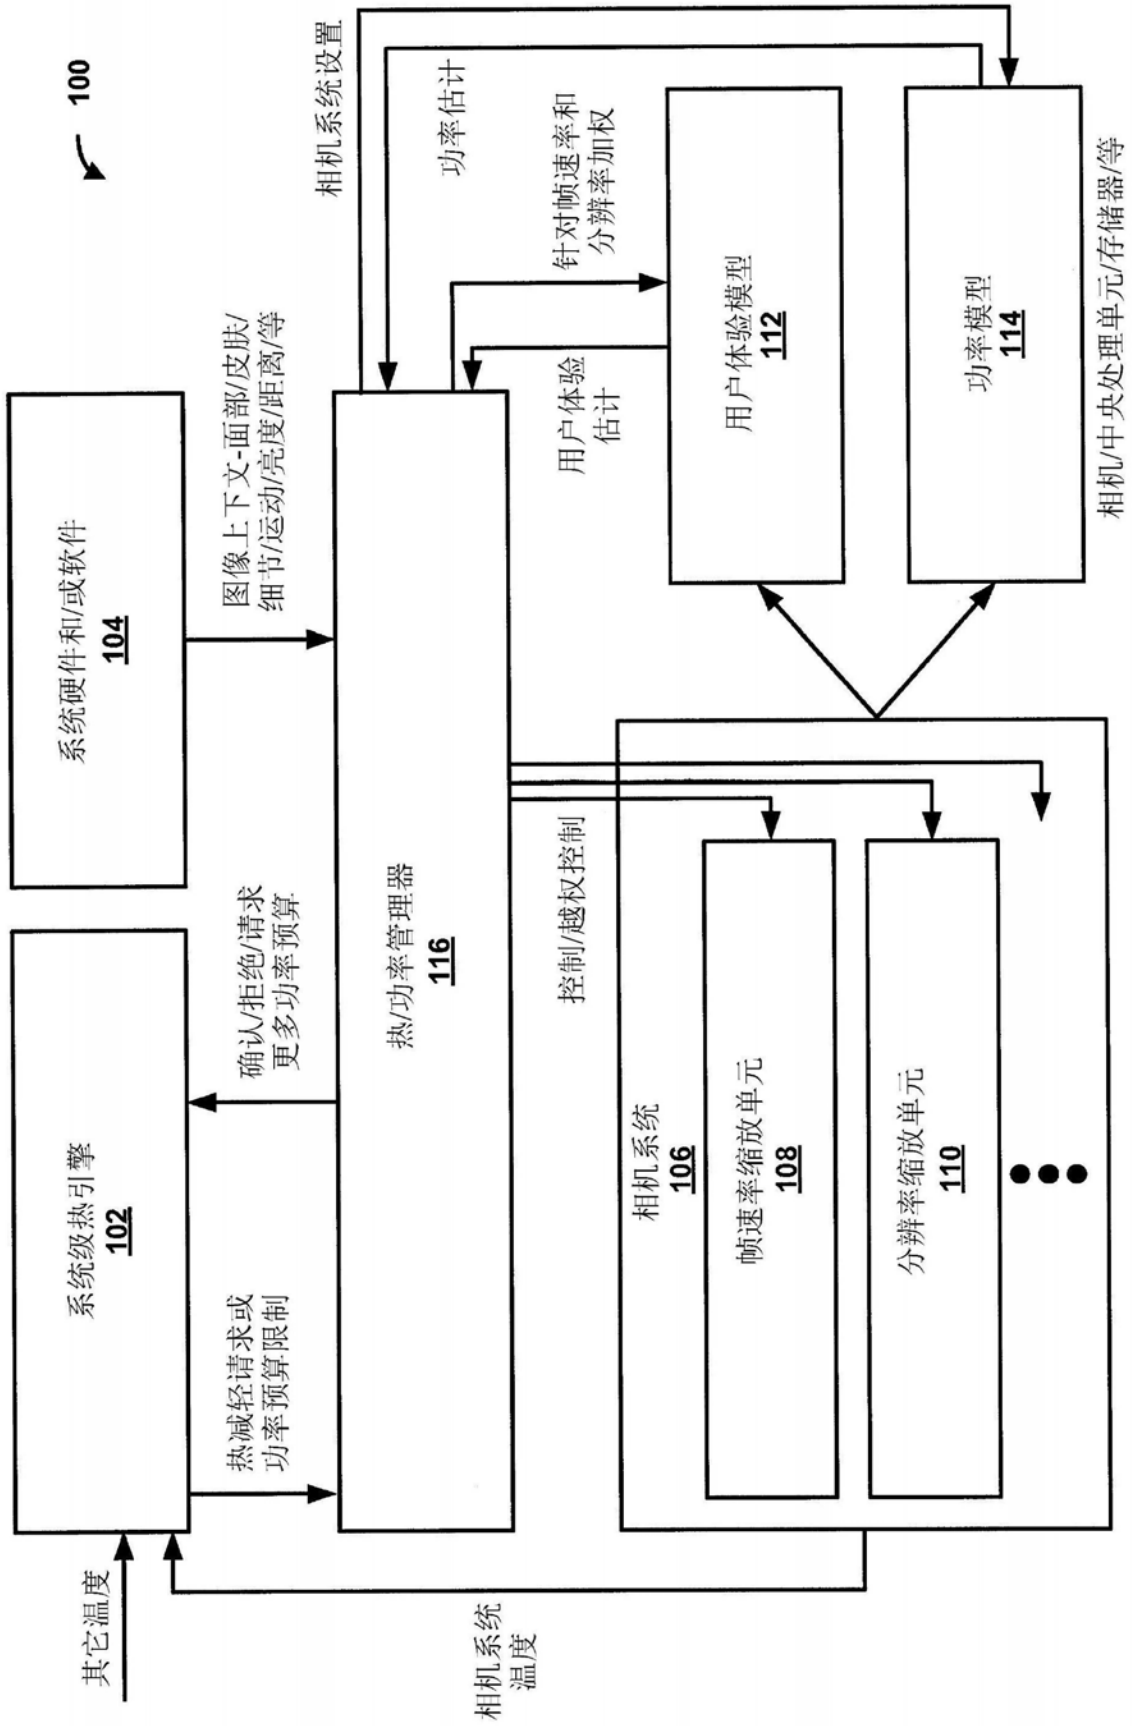 100
其它温度
系统级热引擎
102
系统硬件和/或软件
104
热减轻请求或
功率预算限制
确认/拒绝/请求
更多功率预算
图像上下文-面部/皮肤/
细节/运动/亮度/距离/等
相机系统设置
功率估计
热/功率管理器
116
针对帧速率和
分辨率加权
用户体验
估计
相机系统
温度
控制/越权控制
相机系统
106
帧速率缩放单元
108
分辨率缩放单元
110
用户体验模型
112
功率模型
114
相机/中央处理单元/存储器/等